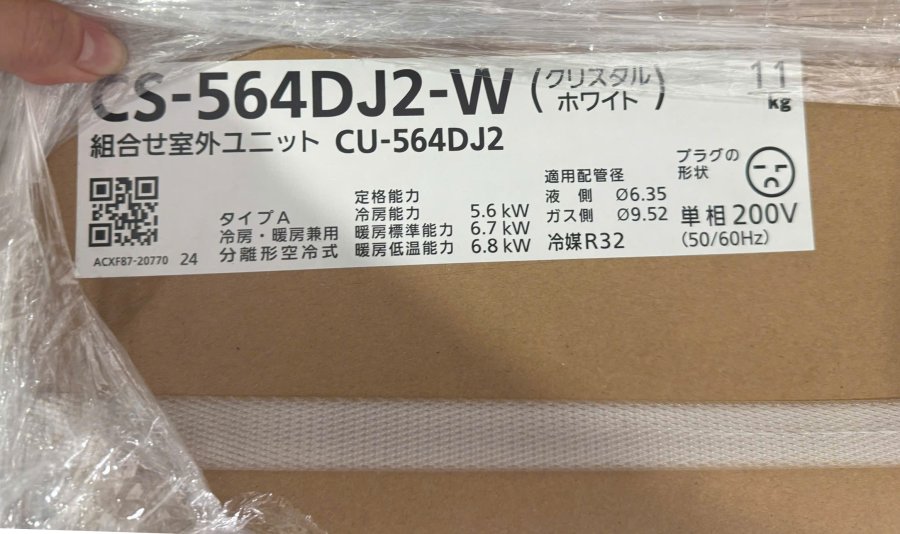 CS-564DJ2-W (クリスタルホワイト)
11 kg
組合せ室外ユニット CU-564DJ2
ACXF87-20770 24
タイプA
冷房・暖房兼用
分離形空冷式
定格能力
冷房能力 5.6 kW
暖房標準能力 6.7 kW
暖房低温能力 6.8 kW
適用配管径
液 側 Ø6.35
ガス側 Ø9.52
冷媒R32
プラグの
形状
単相200V
(50/60Hz)